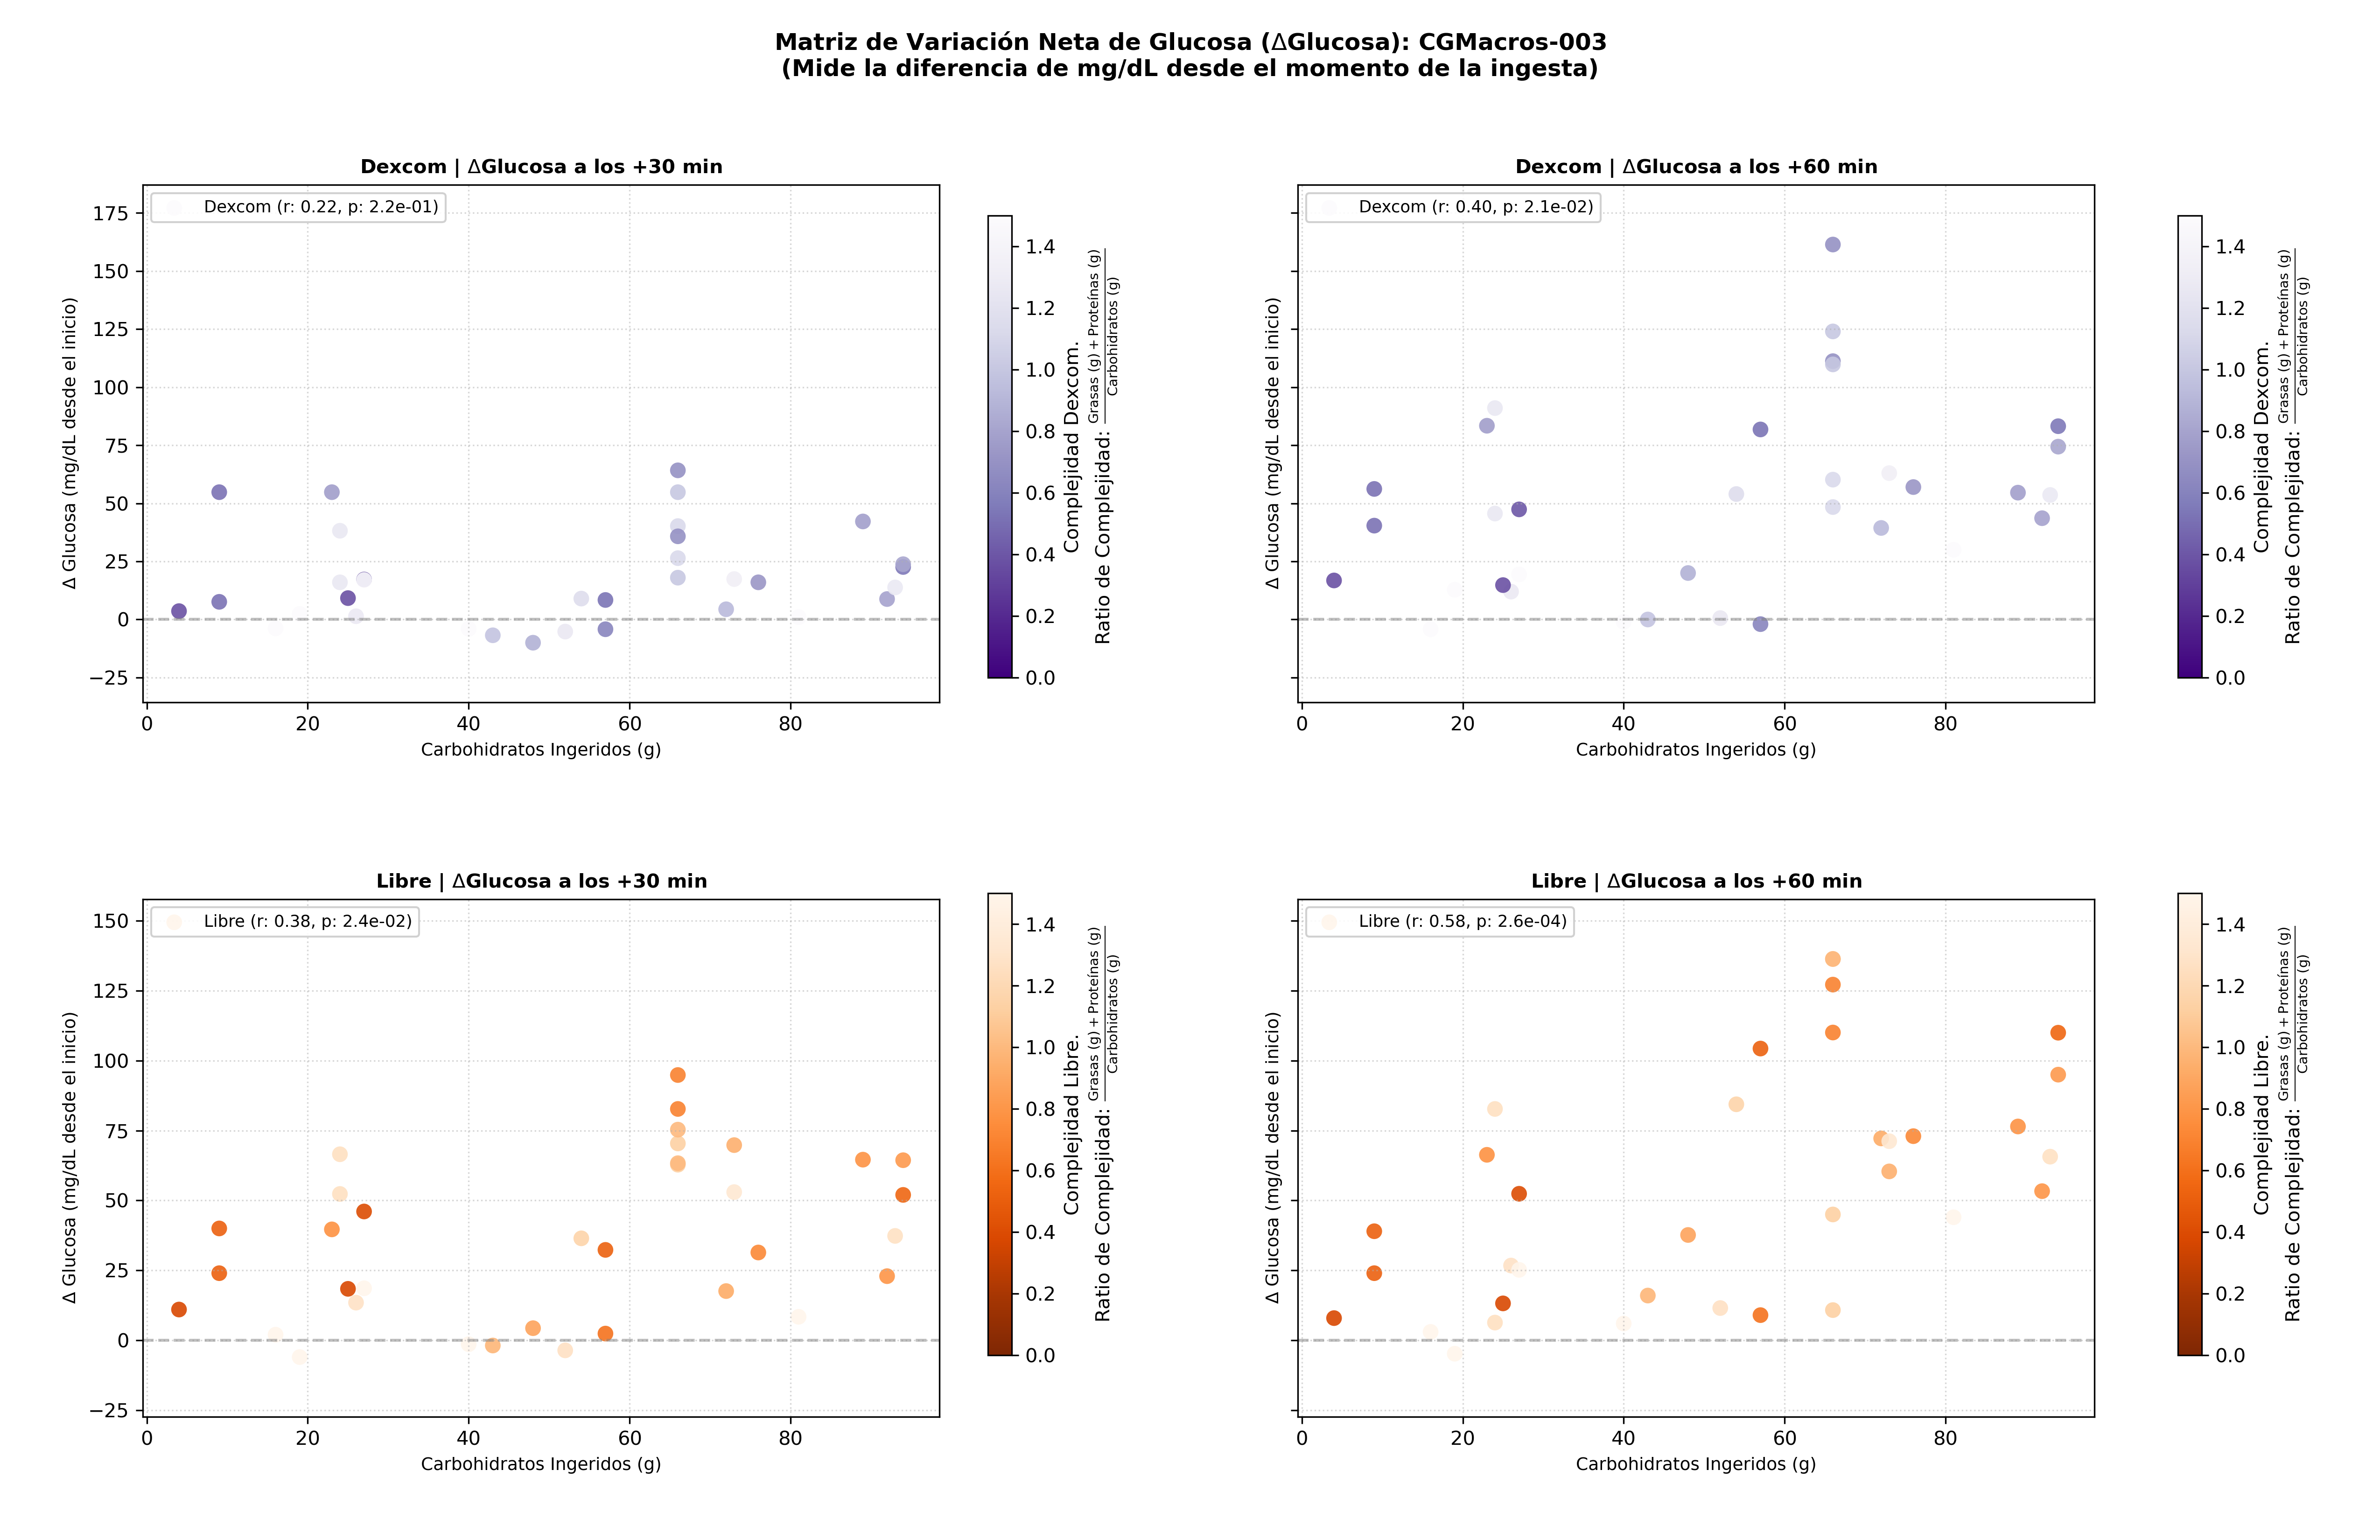 Matriz de Variación Neta de Glucosa (ΔGlucosa): CGMacros-003
(Mide la diferencia de mg/dL desde el momento de la ingesta)
Dexcom | ΔGlucosa a los +30 min
Dexcom (r: 0.22, p: 2.2e-01)
175
150
125
100
75
50
25
0
−25
Δ Glucosa (mg/dL desde el inicio)
0 20 40 60 80
Carbohidratos Ingeridos (g)
1.4
1.2
1.0
0.8
0.6
0.4
0.2
0.0
Complejidad Dexcom.
Ratio de Complejidad: Grasas (g) + Proteínas (g)
Carbohidratos (g)
Dexcom | ΔGlucosa a los +60 min
Dexcom (r: 0.40, p: 2.1e-02)
Δ Glucosa (mg/dL desde el inicio)
0 20 40 60 80
Carbohidratos Ingeridos (g)
1.4
1.2
1.0
0.8
0.6
0.4
0.2
0.0
Complejidad Dexcom.
Ratio de Complejidad: Grasas (g) + Proteínas (g)
Carbohidratos (g)
Libre | ΔGlucosa a los +30 min
Libre (r: 0.38, p: 2.4e-02)
150
125
100
75
50
25
0
−25
Δ Glucosa (mg/dL desde el inicio)
0 20 40 60 80
Carbohidratos Ingeridos (g)
1.4
1.2
1.0
0.8
0.6
0.4
0.2
0.0
Complejidad Libre.
Ratio de Complejidad: Grasas (g) + Proteínas (g)
Carbohidratos (g)
Libre | ΔGlucosa a los +60 min
Libre (r: 0.58, p: 2.6e-04)
Δ Glucosa (mg/dL desde el inicio)
0 20 40 60 80
Carbohidratos Ingeridos (g)
1.4
1.2
1.0
0.8
0.6
0.4
0.2
0.0
Complejidad Libre.
Ratio de Complejidad: Grasas (g) + Proteínas (g)
Carbohidratos (g)